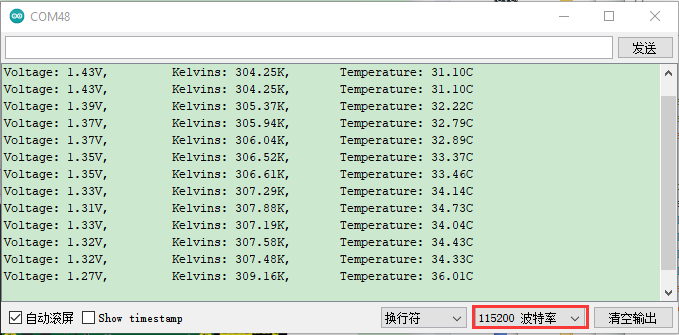 COM48
发送
Voltage: 1.43V, Kelvins: 304.25K, Temperature: 31.10C
Voltage: 1.43V, Kelvins: 304.25K, Temperature: 31.10C
Voltage: 1.39V, Kelvins: 305.37K, Temperature: 32.22C
Voltage: 1.37V, Kelvins: 305.94K, Temperature: 32.79C
Voltage: 1.37V, Kelvins: 306.04K, Temperature: 32.89C
Voltage: 1.35V, Kelvins: 306.52K, Temperature: 33.37C
Voltage: 1.35V, Kelvins: 306.61K, Temperature: 33.46C
Voltage: 1.33V, Kelvins: 307.29K, Temperature: 34.14C
Voltage: 1.31V, Kelvins: 307.88K, Temperature: 34.73C
Voltage: 1.33V, Kelvins: 307.19K, Temperature: 34.04C
Voltage: 1.32V, Kelvins: 307.58K, Temperature: 34.43C
Voltage: 1.32V, Kelvins: 307.48K, Temperature: 34.33C
Voltage: 1.27V, Kelvins: 309.16K, Temperature: 36.01C
自动滚屏 Show timestamp 换行符 115200 波特率 清空输出